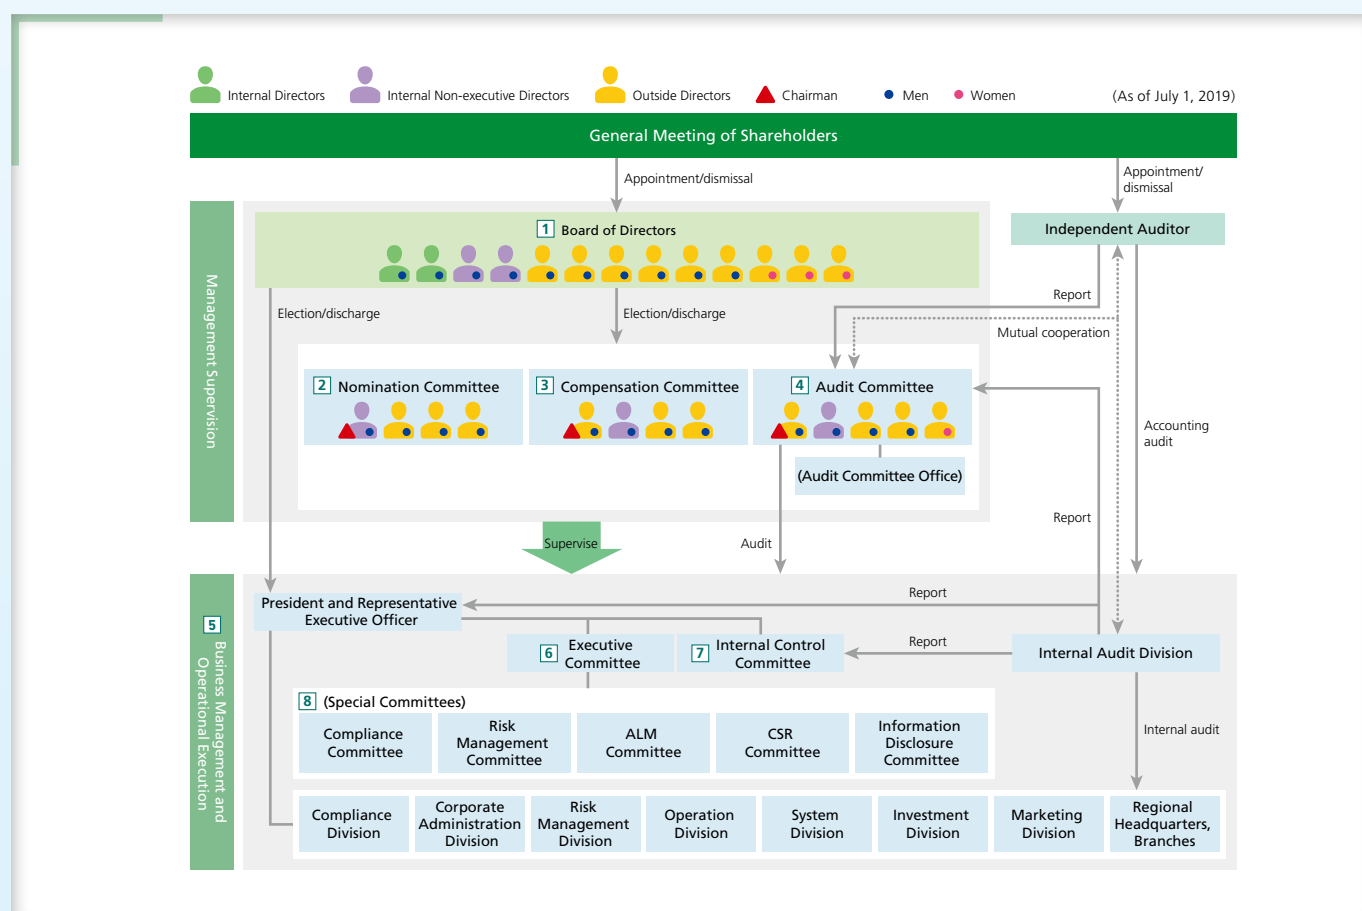 Internal Directors
Internal Non-executive Directors
Outside Directors
Chairman
Men
Women
(As of July 1, 2019)
General Meeting of Shareholders
Appointment/dismissal
Appointment/
dismissal
Management Supervision
1 Board of Directors
Independent Auditor
Election/discharge
Election/discharge
Report
Mutual cooperation
2 Nomination Committee
3 Compensation Committee
4 Audit Committee
(Audit Committee Office)
Accounting
audit
Supervise
Audit
Report
5 Business Management and
Operational Execution
President and Representative
Executive Officer
Report
6 Executive
Committee
7 Internal Control
Committee
Report
Internal Audit Division
8 (Special Committees)
Compliance
Committee
Risk
Management
Committee
ALM
Committee
CSR
Committee
Information
Disclosure
Committee
Internal audit
Compliance
Division
Corporate
Administration
Division
Risk
Management
Division
Operation
Division
System
Division
Investment
Division
Marketing
Division
Regional
Headquarters,
Branches